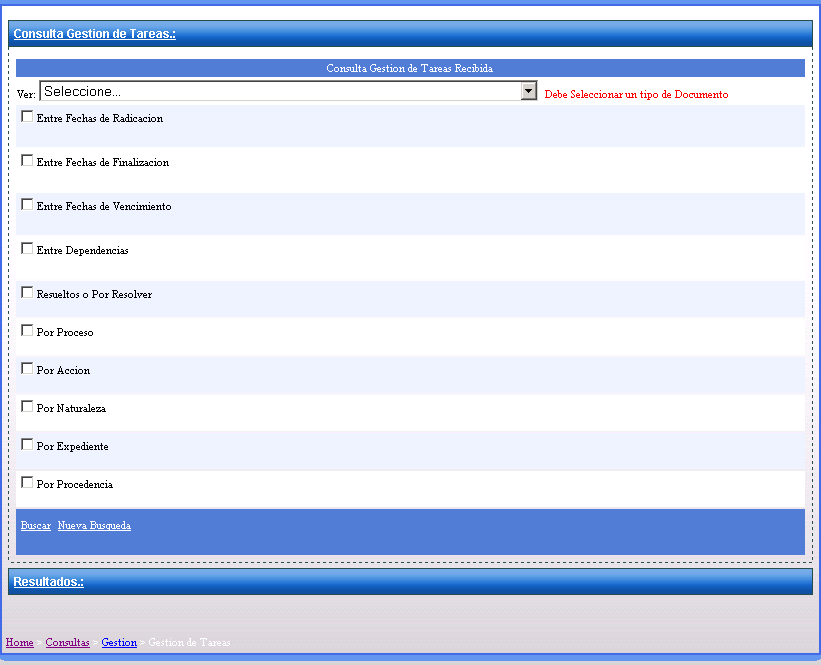 Consulta Gestion de Tareas.:
Consulta Gestion de Tareas Recibida
Ver: Seleccione... Debe Seleccionar un tipo de Documento
Entre Fechas de Radicacion
Entre Fechas de Finalizacion
Entre Fechas de Vencimiento
Entre Dependencias
Resueltos o Por Resolver
Por Proceso
Por Accion
Por Naturaleza
Por Expediente
Por Procedencia
Buscar Nueva Busqueda
Resultados.:
Home > Consultas > Gestion > Gestion de Tareas